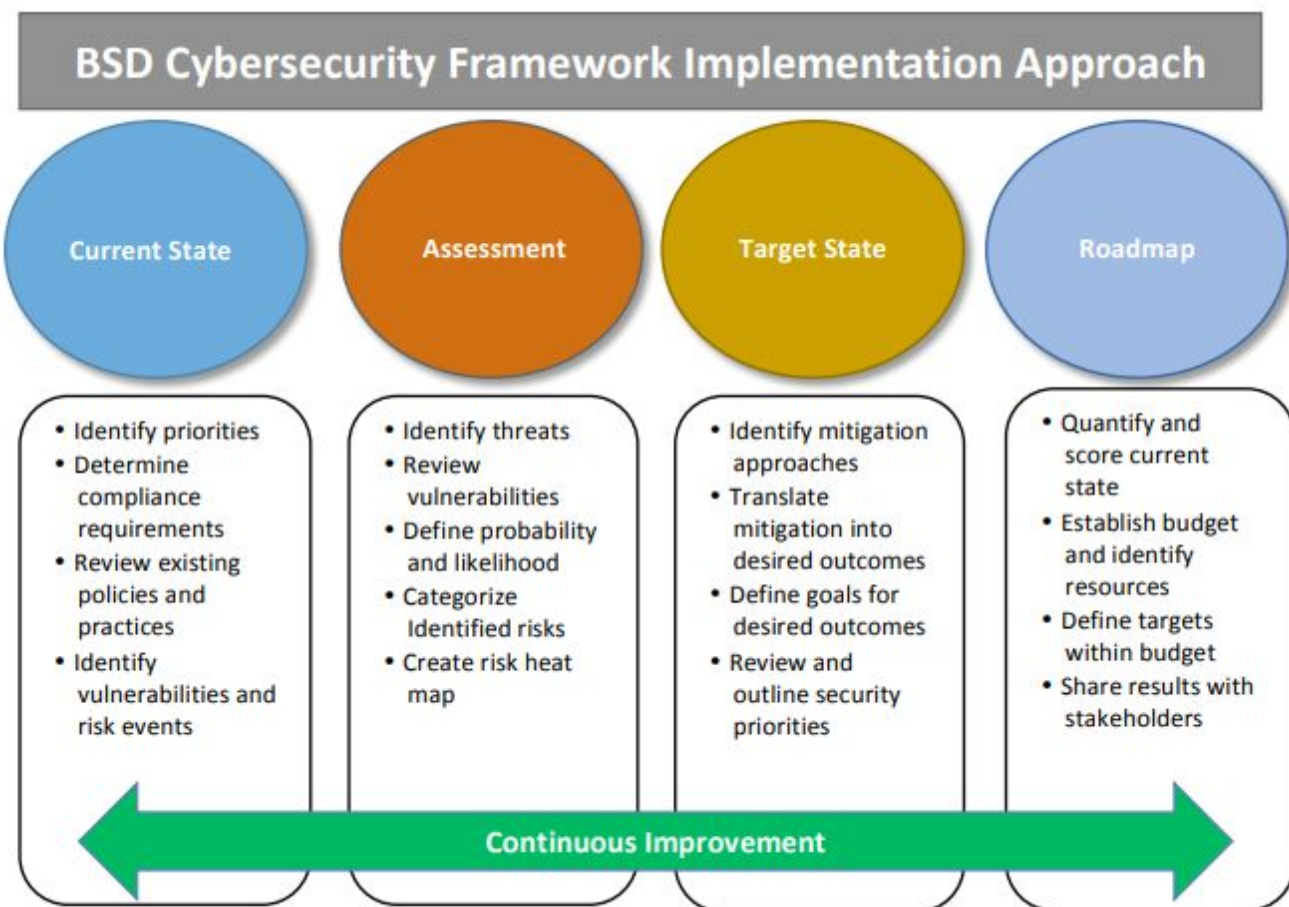 BSD Cybersecurity Framework Implementation Approach
Current State
Assessment
Target State
Roadmap
• Identify priorities
• Determine
compliance
requirements
• Review existing
policies and
practices
• Identify
vulnerabilities and
risk events
• Identify threats
• Review
vulnerabilities
• Define probability
and likelihood
• Categorize
Identified risks
• Create risk heat
map
• Identify mitigation
approaches
• Translate
mitigation into
desired outcomes
• Define goals for
desired outcomes
• Review and
outline security
priorities
• Quantify and
score current
state
• Establish budget
and identify
resources
• Define targets
within budget
• Share results with
stakeholders
Continuous Improvement